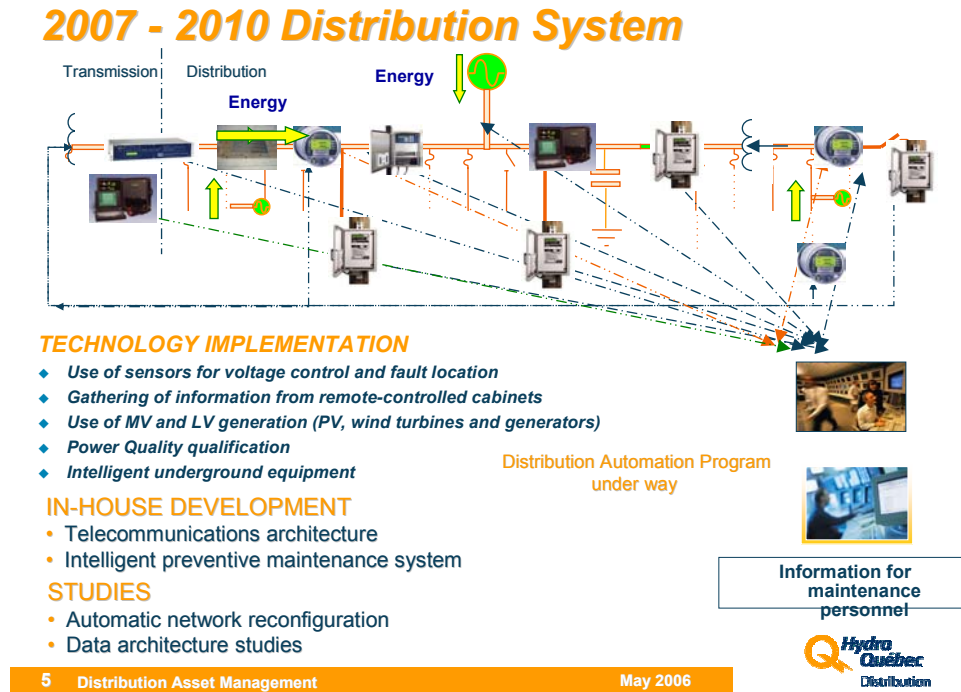 2007 - 2010 Distribution System
Transmission
Distribution
Energy
Energy
TECHNOLOGY IMPLEMENTATION
◆ Use of sensors for voltage control and fault location
◆ Gathering of information from remote-controlled cabinets
◆ Use of MV and LV generation (PV, wind turbines and generators)
◆ Power Quality qualification
◆ Intelligent underground equipment
Distribution Automation Program
under way
IN-HOUSE DEVELOPMENT
• Telecommunications architecture
• Intelligent preventive maintenance system
STUDIES
• Automatic network reconfiguration
• Data architecture studies
Information for
maintenance
personnel
Hydro
Québec
Distribution
5 Distribution Asset Management May 2006